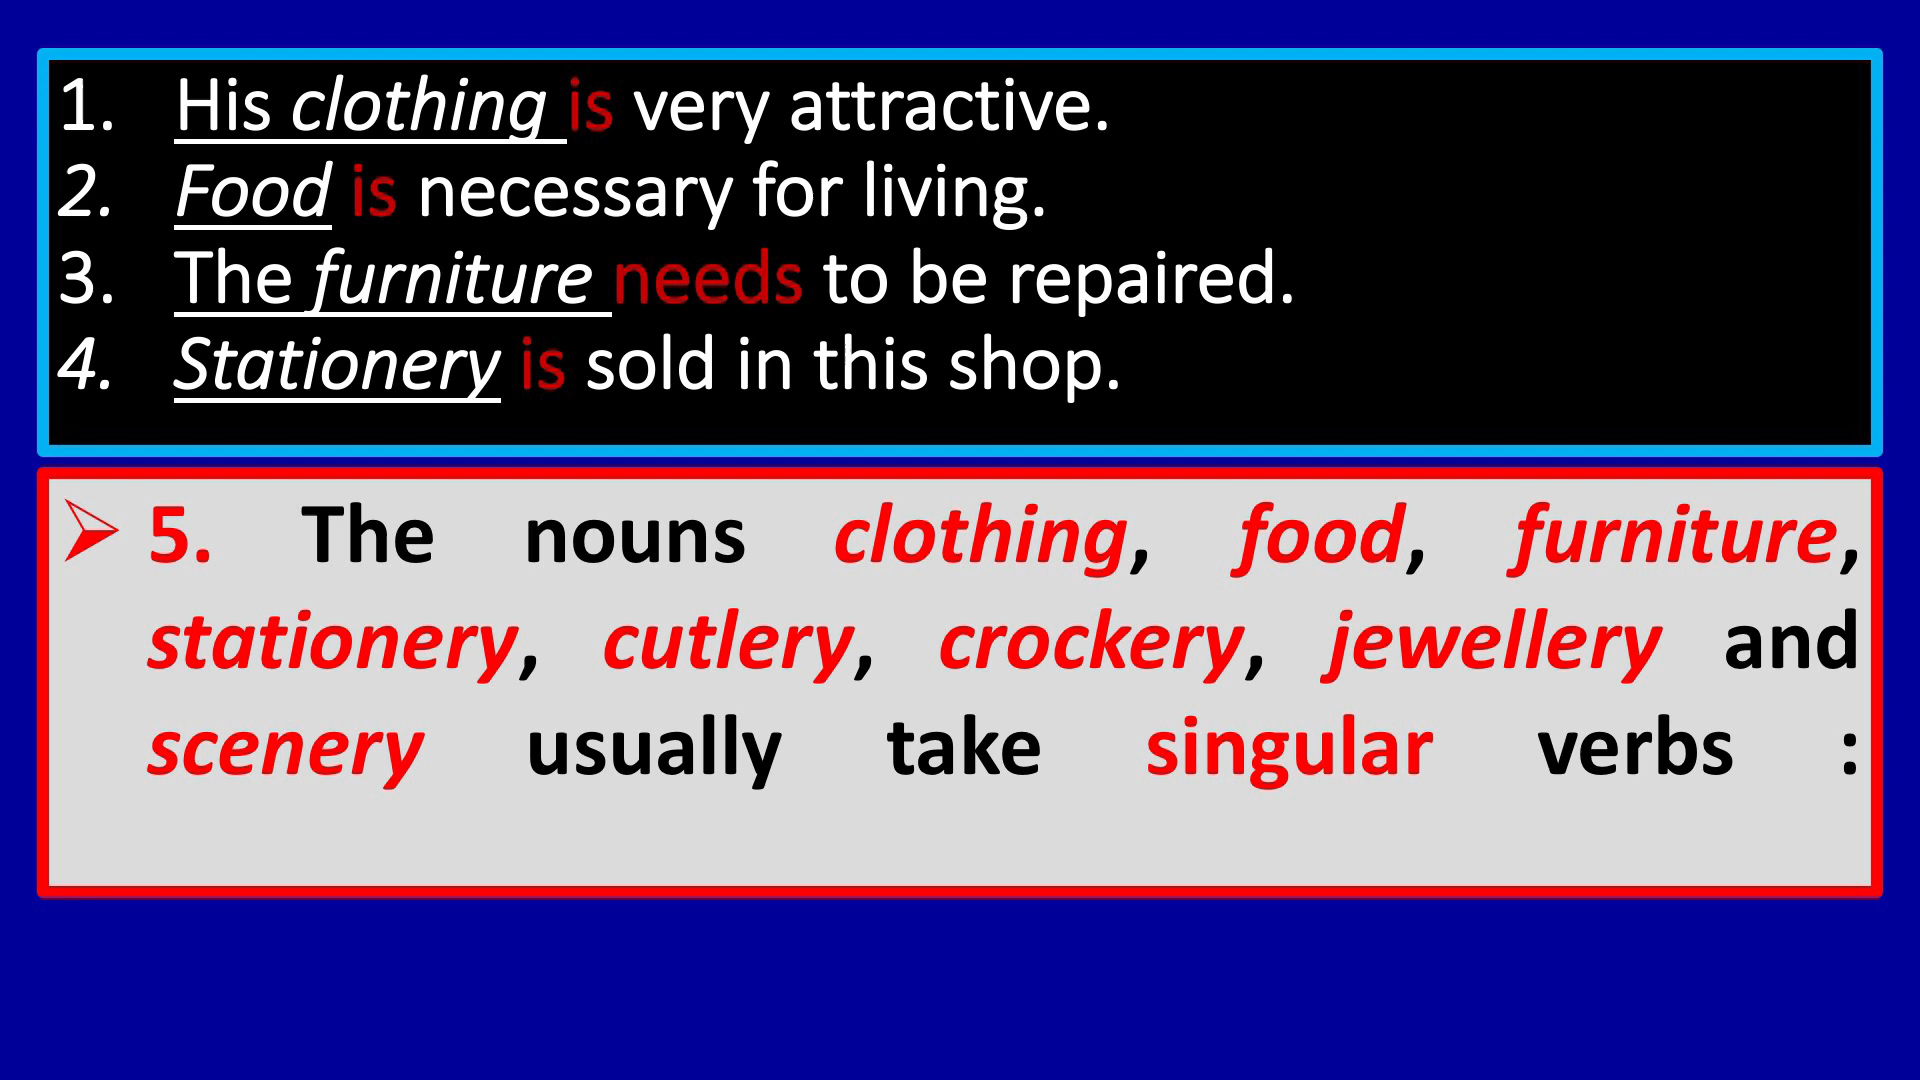 1. His clothing is very attractive.
2. Food is necessary for living.
3. The furniture needs to be repaired.
4. Stationery is sold in this shop.
5. The nouns clothing, food, furniture,
stationery, cutlery, crockery, jewellery and
scenery usually take singular verbs :